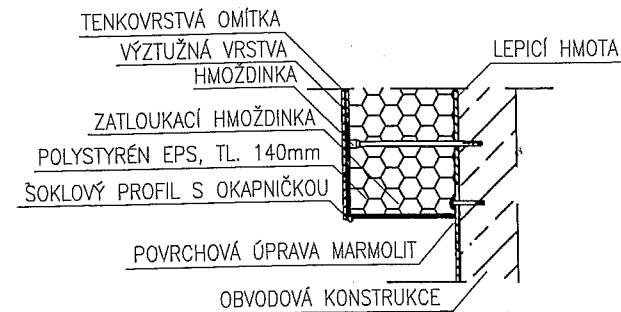 TENKOVRSTVÁ OMÍTKA
VÝZTUŽNÁ VRSTVA
LEPICÍ HMOTA
HMOŽDINKA
ZATLOUKACÍ HMOŽDINKA
POLYSTYRÉN EPS, TL. 140mm
SOKLOVÝ PROFIL S OKAPNIČKOU
POVRCHOVÁ ÚPRAVA MARMOLIT
OBVODOVÁ KONSTRUKCE